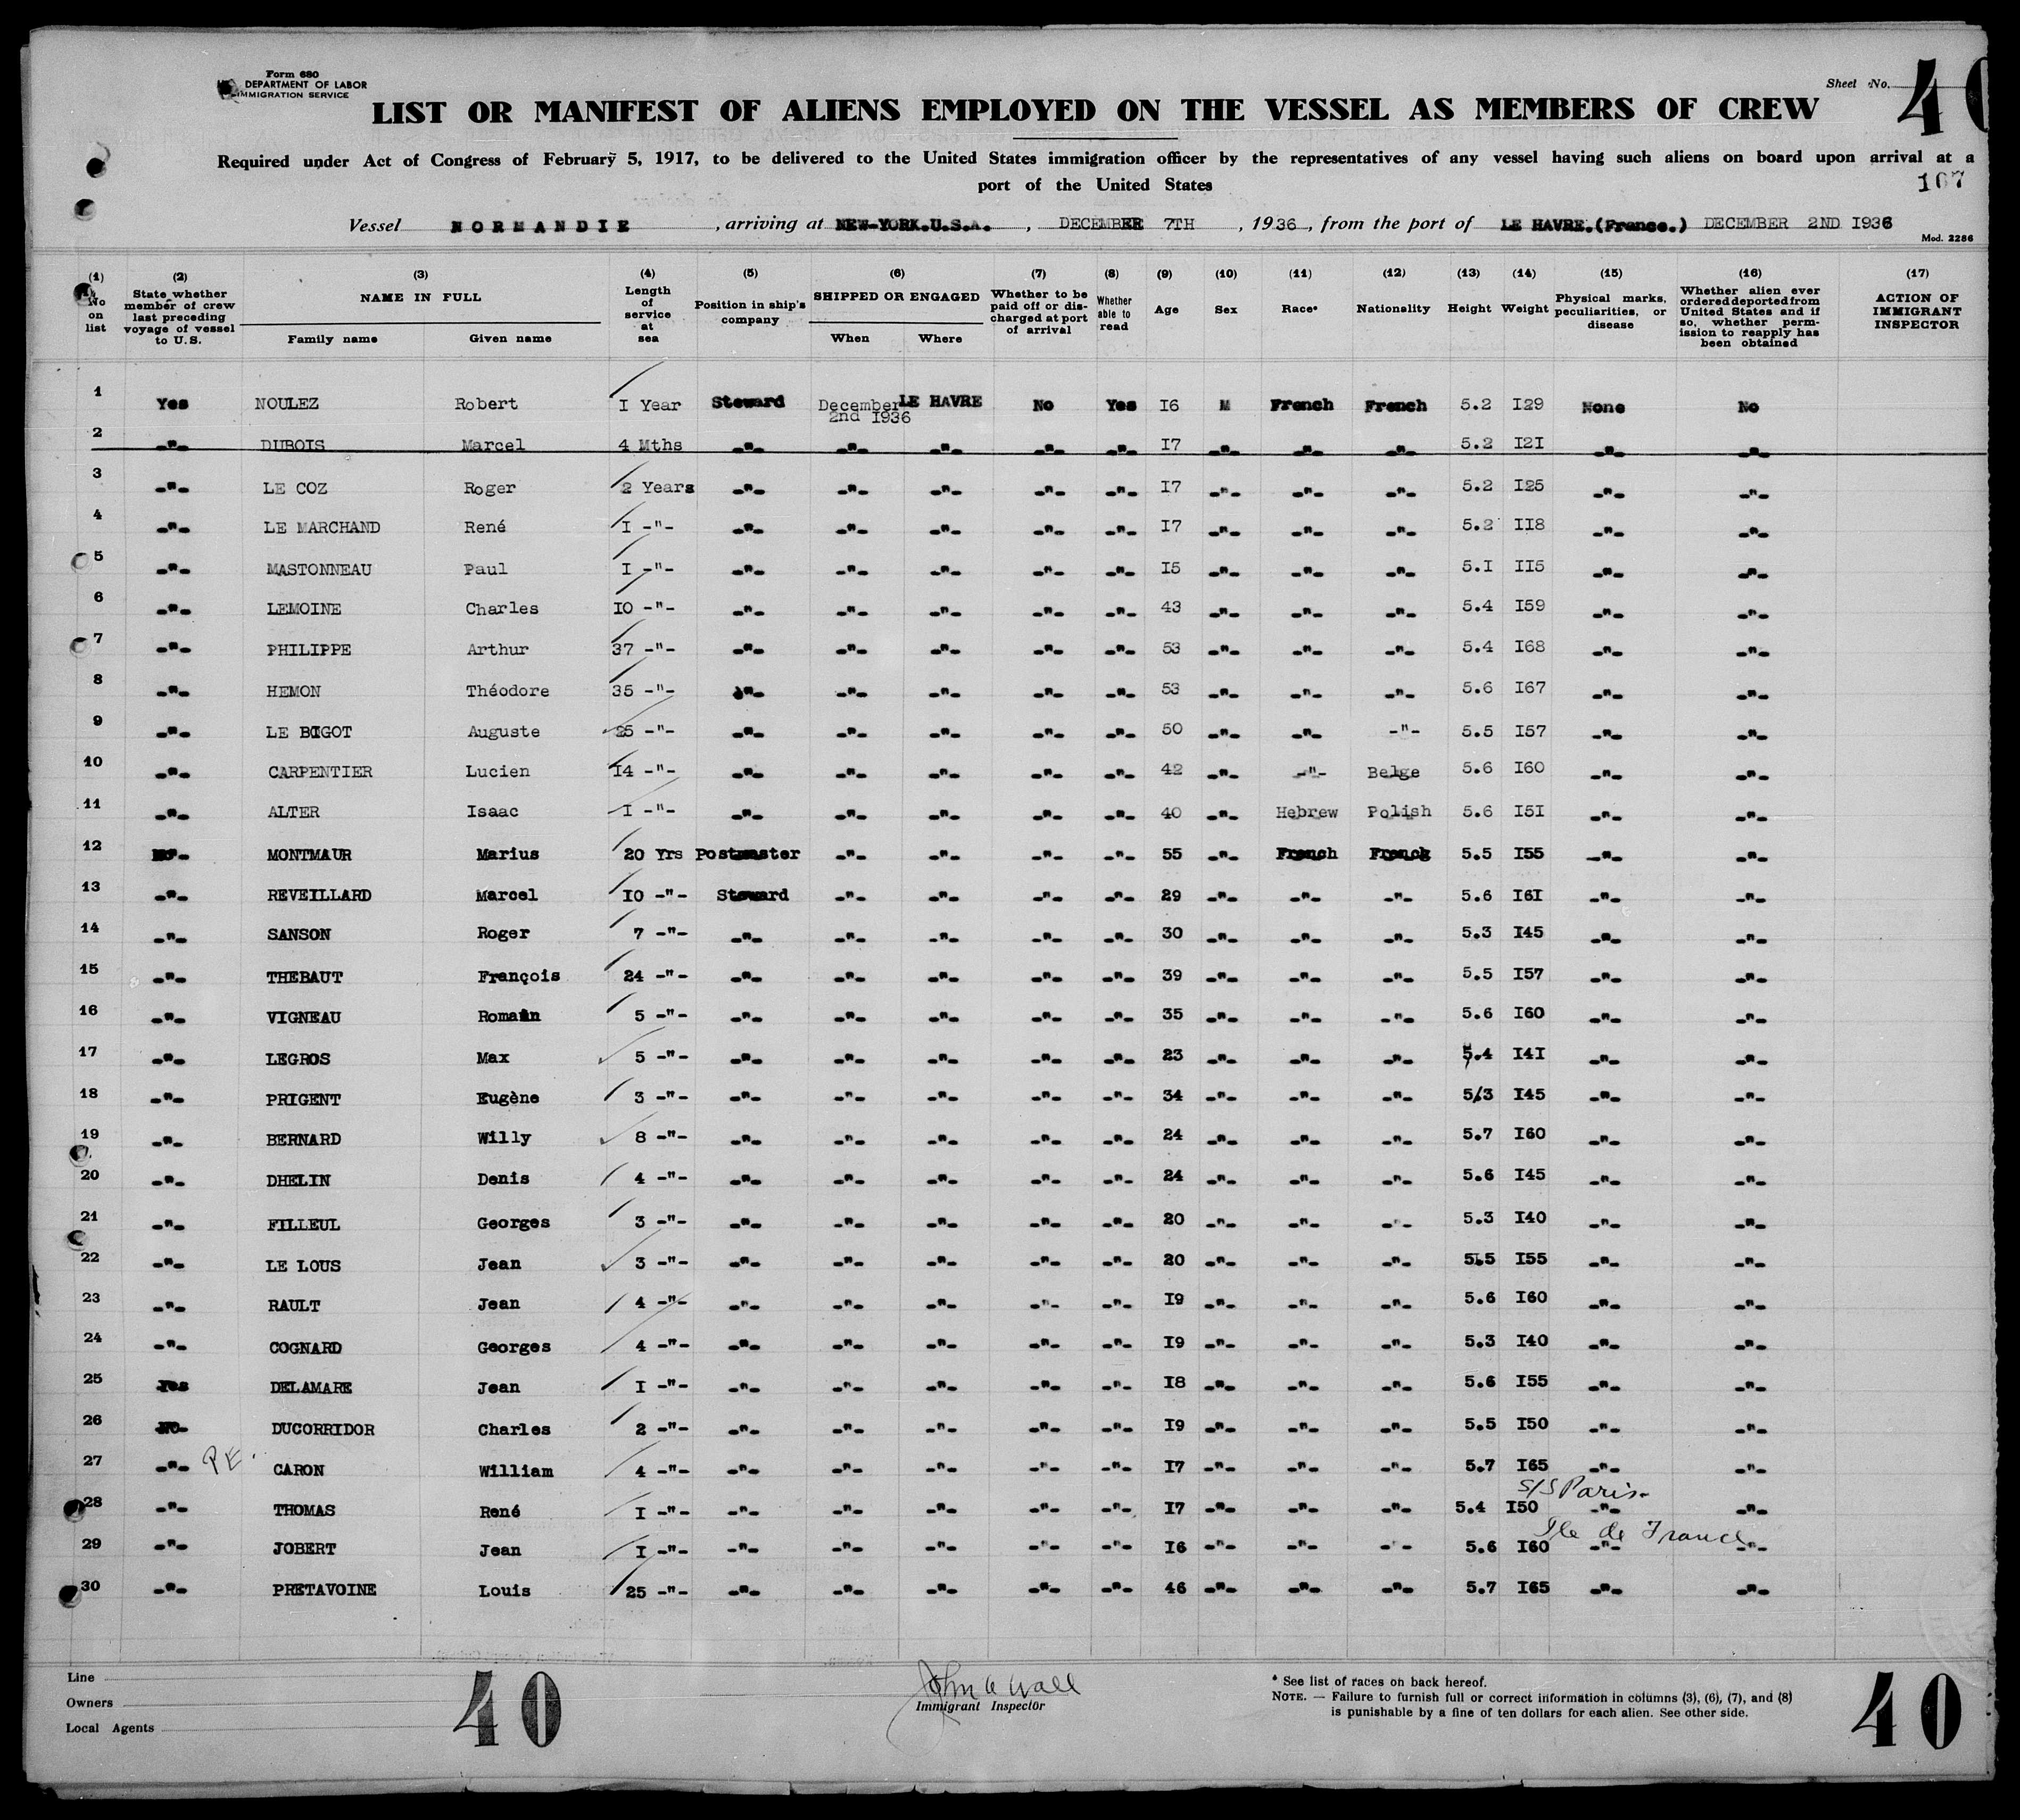 Form 680
DEPARTMENT OF LABOR
IMMIGRATION SERVICE
Sheet No. 40
LIST OR MANIFEST OF ALIENS EMPLOYED ON THE VESSEL AS MEMBERS OF CREW
Required under Act of Congress of February 5, 1917, to be delivered to the United States immigration officer by the representatives of any vessel having such aliens on board upon arrival at a
port of the United States
167
Vessel NORMANDIE , arriving at NEW-YORK.U.S.A. , DECEMBER 7TH , 1936 , from the port of LE HAVRE.(France.) DECEMBER 2ND I936
Mod. 2286
(1) No on list (2) State whether member of crew last preceding voyage of vessel to U.S. (3) NAME IN FULL Family name Given name (4) Length of service at sea (5) Position in ship's company (6) SHIPPED OR ENGAGED When Where (7) Whether to be paid off or discharged at port of arrival (8) Whether able to read (9) Age (10) Sex (11) Race* (12) Nationality (13) Height (14) Weight (15) Physical marks, peculiarities, or disease (16) Whether alien ever ordered deported from United States and if so, whether permission to reapply has been obtained (17) ACTION OF IMMIGRANT INSPECTOR
1 Yes NOULEZ Robert I Year Steward December 2nd I936 LE HAVRE No Yes I6 M French French 5.2 I29 None No
2 -"- DUBOIS Marcel 4 Mths -"- -"- -"- -"- -"- I7 -"- -"- -"- 5.2 I2I -"- -"-
3 -"- LE COZ Roger 2 Years -"- -"- -"- -"- -"- I7 -"- -"- -"- 5.2 I25 -"- -"-
4 -"- LE MARCHAND René I -"- -"- -"- -"- -"- -"- I7 -"- -"- -"- 5.2 II8 -"- -"-
5 -"- MASTONNEAU Paul I -"- -"- -"- -"- -"- -"- I5 -"- -"- -"- 5.I II5 -"- -"-
6 -"- LEMOINE Charles IO -"- -"- -"- -"- -"- -"- 43 -"- -"- -"- 5.4 I59 -"- -"-
7 -"- PHILIPPE Arthur 37 -"- -"- -"- -"- -"- -"- 53 -"- -"- -"- 5.4 I68 -"- -"-
8 -"- HEMON Théodore 35 -"- -"- -"- -"- -"- -"- 53 -"- -"- -"- 5.6 I67 -"- -"-
9 -"- LE BIGOT Auguste 25 -"- -"- -"- -"- -"- -"- 50 -"- -"- -"- 5.5 I57 -"- -"-
10 -"- CARPENTIER Lucien I4 -"- -"- -"- -"- -"- -"- 42 -"- -"- Belge 5.6 I60 -"- -"-
11 -"- ALTER Isaac I -"- -"- -"- -"- -"- -"- 40 -"- Hebrew Polish 5.6 I5I -"- -"-
12 MONTMAUR Marius 20 Yrs Postmaster -"- -"- -"- -"- 55 -"- French French 5.5 I55 -"- -"-
13 -"- REVEILLARD Marcel IO -"- Steward -"- -"- -"- -"- 29 -"- -"- -"- 5.6 I6I -"- -"-
14 -"- SANSON Roger 7 -"- -"- -"- -"- -"- -"- 30 -"- -"- -"- 5.3 I45 -"- -"-
15 -"- THEBAUT François 24 -"- -"- -"- -"- -"- -"- 39 -"- -"- -"- 5.5 I57 -"- -"-
16 -"- VIGNEAU Romain 5 -"- -"- -"- -"- -"- -"- 35 -"- -"- -"- 5.6 I60 -"- -"-
17 -"- LEGROS Max 5 -"- -"- -"- -"- -"- -"- 23 -"- -"- -"- 5.4 I4I -"- -"-
18 -"- PRIGENT Eugène 3 -"- -"- -"- -"- -"- -"- 34 -"- -"- -"- 5/3 I45 -"- -"-
19 -"- BERNARD Willy 8 -"- -"- -"- -"- -"- -"- 24 -"- -"- -"- 5.7 I60 -"- -"-
20 -"- DHELIN Denis 4 -"- -"- -"- -"- -"- -"- 24 -"- -"- -"- 5.6 I45 -"- -"-
21 -"- FILLEUL Georges 3 -"- -"- -"- -"- -"- -"- 20 -"- -"- -"- 5.3 I40 -"- -"-
22 -"- LE LOUS Jean 3 -"- -"- -"- -"- -"- -"- 20 -"- -"- -"- 5.5 I55 -"- -"-
23 -"- RAULT Jean 4 -"- -"- -"- -"- -"- -"- I9 -"- -"- -"- 5.6 I60 -"- -"-
24 -"- COGNARD Georges 4 -"- -"- -"- -"- -"- -"- I9 -"- -"- -"- 5.3 I40 -"- -"-
25 Yes DELAMARE Jean I -"- -"- -"- -"- -"- -"- I8 -"- -"- -"- 5.6 I55 -"- -"-
26 No DUCORRIDOR Charles 2 -"- -"- -"- -"- -"- -"- I9 -"- -"- -"- 5.5 I50 -"- -"-
27 -"- P.E. CARON William 4 -"- -"- -"- -"- -"- -"- I7 -"- -"- -"- 5.7 I65 -"- -"-
S/S Paris
28 -"- THOMAS René I -"- -"- -"- -"- -"- -"- I7 -"- -"- -"- 5.4 I50 -"- -"-
Ile de France
29 -"- JOBERT Jean I -"- -"- -"- -"- -"- -"- I6 -"- -"- -"- 5.6 I60 -"- -"-
30 -"- PRETAVOINE Louis 25 -"- -"- -"- -"- -"- -"- 46 -"- -"- -"- 5.7 I65 -"- -"-
Line
Owners
Local Agents
40
John A Wall
Immigrant Inspector
* See list of races on back hereof.
NOTE. — Failure to furnish full or correct information in columns (3), (6), (7), and (8)
is punishable by a fine of ten dollars for each alien. See other side.
40